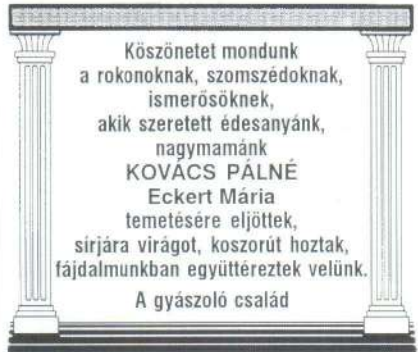 Köszönetet mondunk
a rokonoknak, szomszédoknak,
ismerősöknek,
akik szeretett édesanyánk,
nagymamánk
KOVÁCS PÁLNÉ
Eckert Mária
temetésére eljöttek,
sírjára virágot, koszorút hoztak,
fájdalmunkban együttéreztek velünk.
A gyászoló család